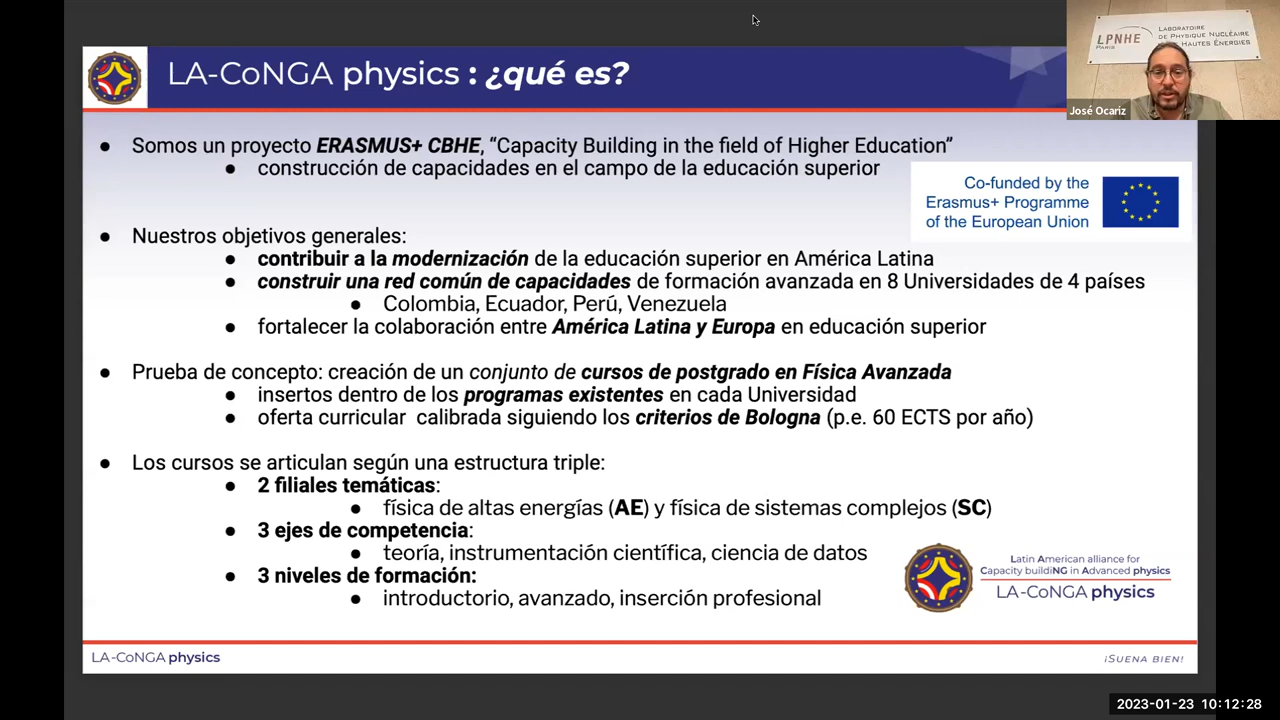 LA-CoNGA physics : ¿qué es?
LPNHE
PARIS
LABORATOIRE
DE PHYSIQUE NUCLÉAIRE
HAUTES ÉNERGIES
José Ocariz
● Somos un proyecto ERASMUS+ CBHE, “Capacity Building in the field of Higher Education”
● construcción de capacidades en el campo de la educación superior
Co-funded by the
Erasmus+ Programme
of the European Union
● Nuestros objetivos generales:
● contribuir a la modernización de la educación superior en América Latina
● construir una red común de capacidades de formación avanzada en 8 Universidades de 4 países
● Colombia, Ecuador, Perú, Venezuela
● fortalecer la colaboración entre América Latina y Europa en educación superior
● Prueba de concepto: creación de un conjunto de cursos de postgrado en Física Avanzada
● insertos dentro de los programas existentes en cada Universidad
● oferta curricular calibrada siguiendo los criterios de Bologna (p.e. 60 ECTS por año)
● Los cursos se articulan según una estructura triple:
● 2 filiales temáticas:
● física de altas energías (AE) y física de sistemas complejos (SC)
● 3 ejes de competencia:
● teoría, instrumentación científica, ciencia de datos
● 3 niveles de formación:
● introductorio, avanzado, inserción profesional
Latin American alliance for
Capacity buildiNG in Advanced physics
LA-CoNGA physics
LA-CoNGA physics
¡SUENA BIEN!
2023-01-23 10:12:28